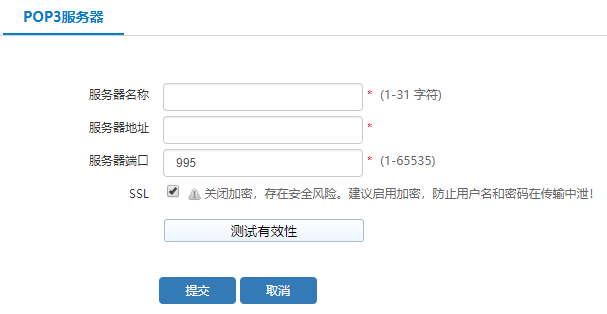 POP3服务器
服务器名称 * (1-31 字符)
服务器地址 *
服务器端口 995 * (1-65535)
SSL 关闭加密，存在安全风险。建议启用加密，防止用户名和密码在传输中泄！
测试有效性
提交 取消